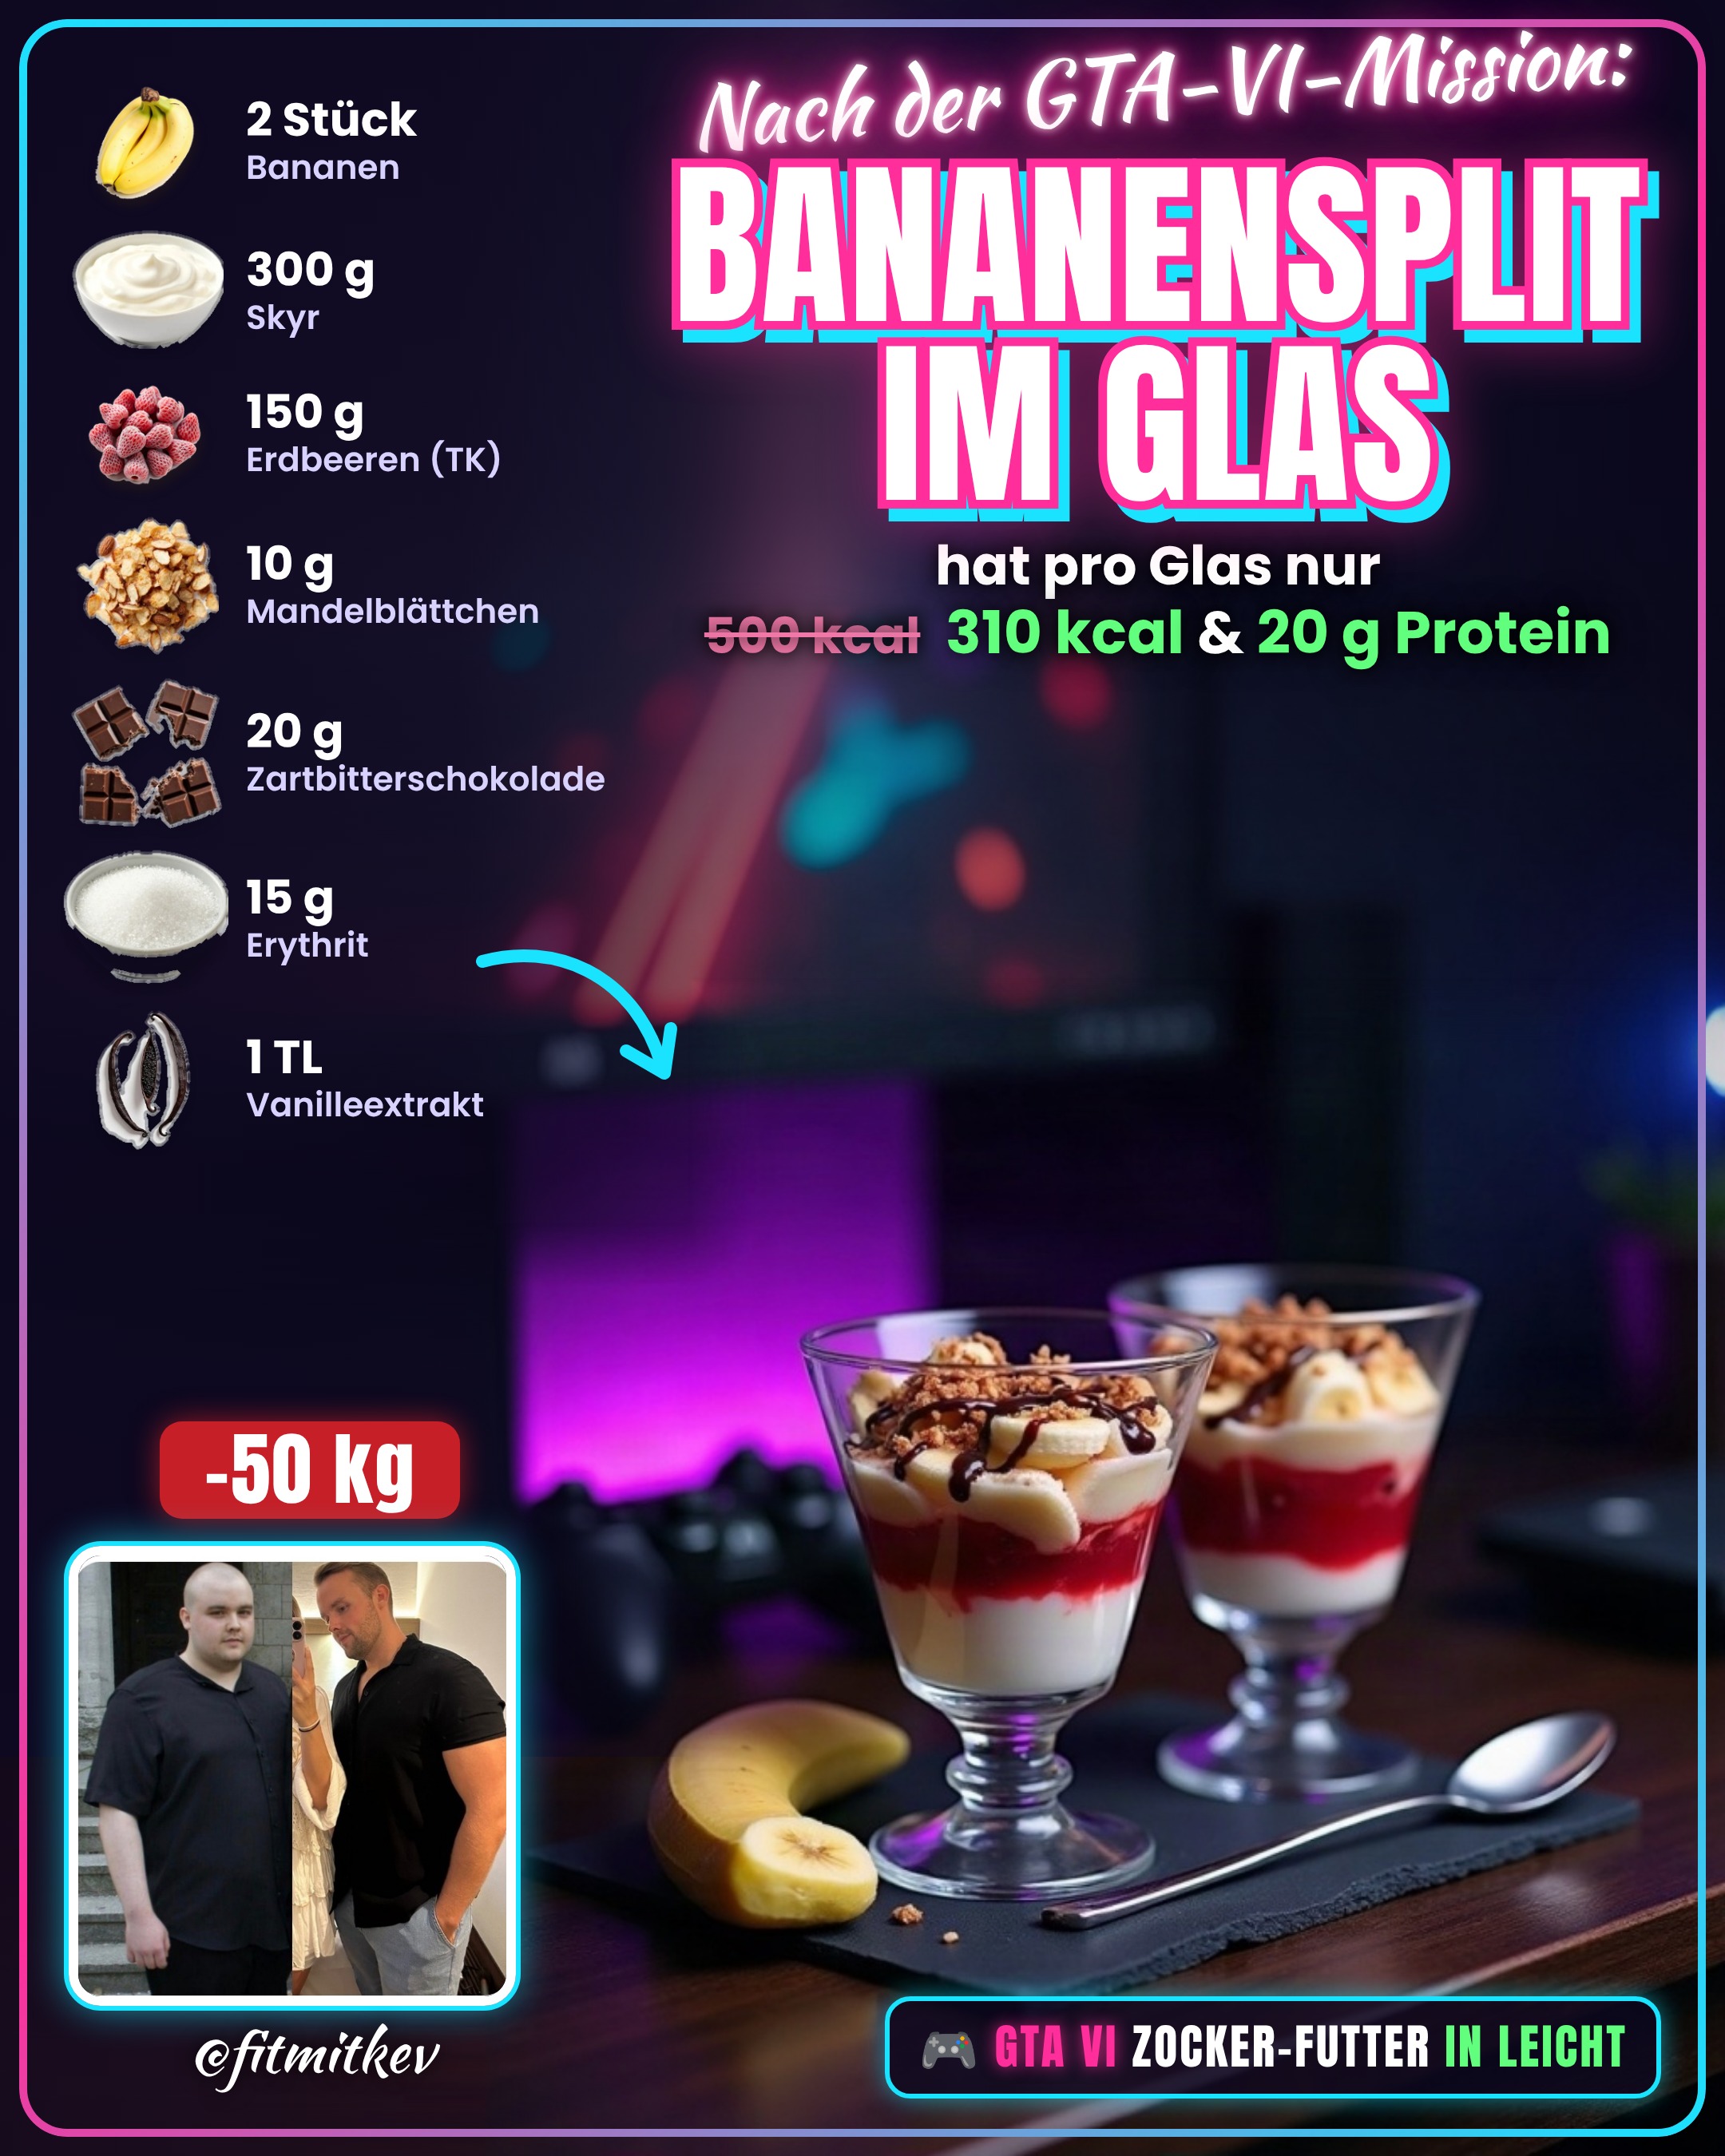 Nach der GTA-VI-Mission:
BANANENSPLIT
IM GLAS
hat pro Glas nur
500 kcal 310 kcal & 20 g Protein
2 Stück
Bananen
300 g
Skyr
150 g
Erdbeeren (TK)
10 g
Mandelblättchen
20 g
Zartbitterschokolade
15 g
Erythrit
1 TL
Vanilleextrakt
-50 kg
@fitmitkev
🎮 GTA VI ZOCKER-FUTTER IN LEICHT